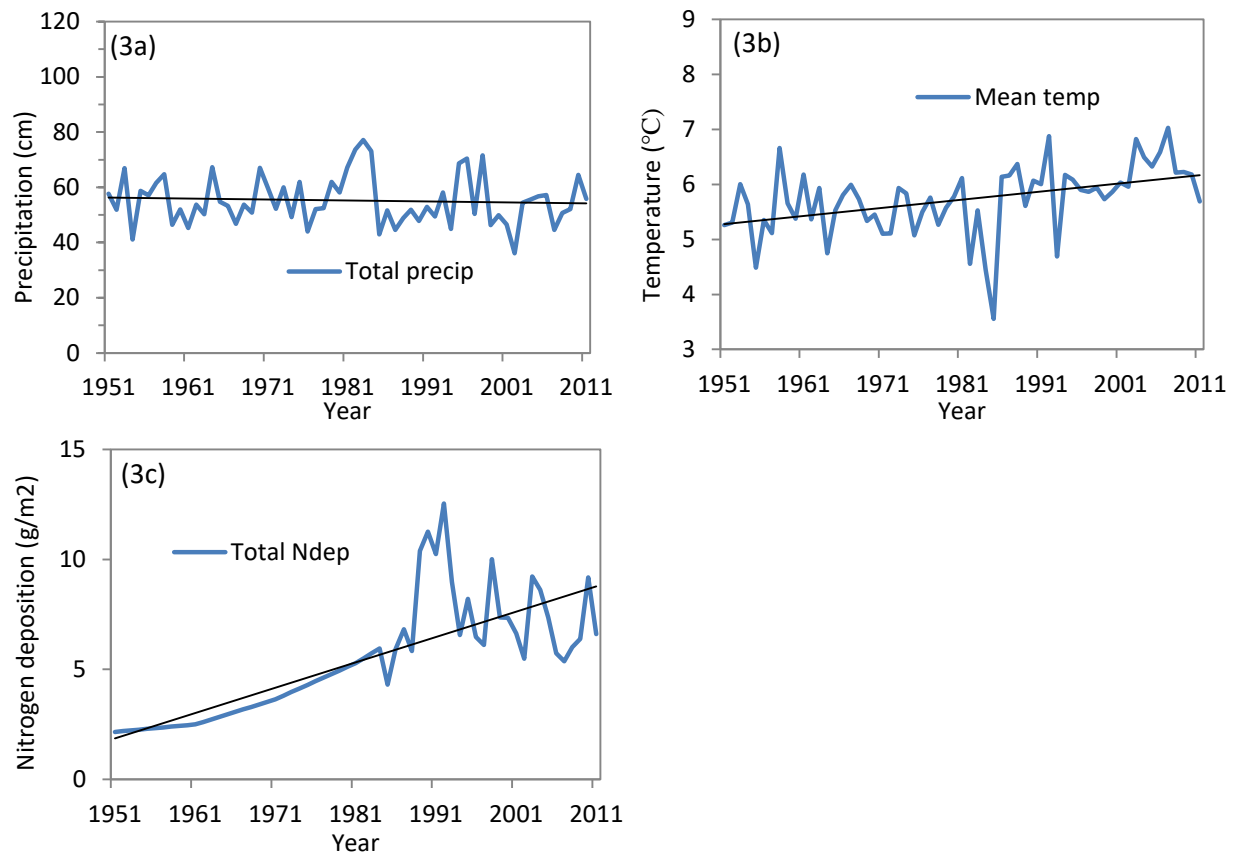 (3a)
Precipitation (cm)
120
100
80
60
40
20
0
Total precip
1951 1961 1971 1981 1991 2001 2011
Year
(3b)
Temperature (℃)
9
8
7
6
5
4
3
Mean temp
1951 1961 1971 1981 1991 2001 2011
Year
(3c)
Nitrogen deposition (g/m2)
15
10
5
0
Total Ndep
1951 1961 1971 1981 1991 2001 2011
Year